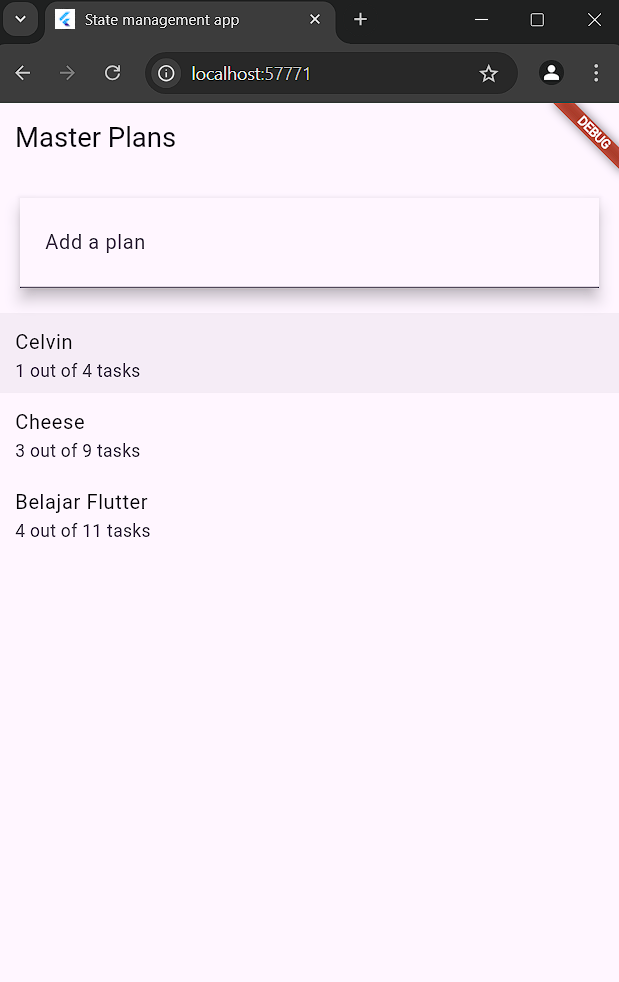 State management app
localhost:57771
DEBUG
Master Plans
Add a plan
Celvin
1 out of 4 tasks
Cheese
3 out of 9 tasks
Belajar Flutter
4 out of 11 tasks